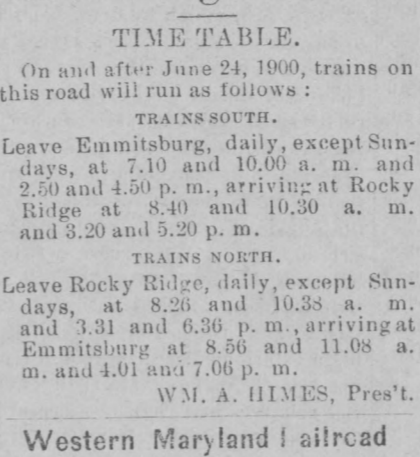 TIME TABLE.
On and after June 24, 1900, trains on
this road will run as follows :
TRAINS SOUTH.
Leave Emmitsburg, daily, except Sun-
days, at 7.10 and 10.00 a. m. and
2.50 and 4.50 p. m., arriving at Rocky
Ridge at 8.40 and 10.30 a. m.
and 3.20 and 5.20 p. m.
TRAINS NORTH.
Leave Rocky Ridge, daily, except Sun-
days, at 8.26 and 10.38 a. m.
and 3.31 and 6.36 p. m., arriving at
Emmitsburg at 8.56 and 11.08 a.
m. and 4.01 and 7.06 p. m.
WM. A. HIMES, Pres't.
Western Maryland Railroad